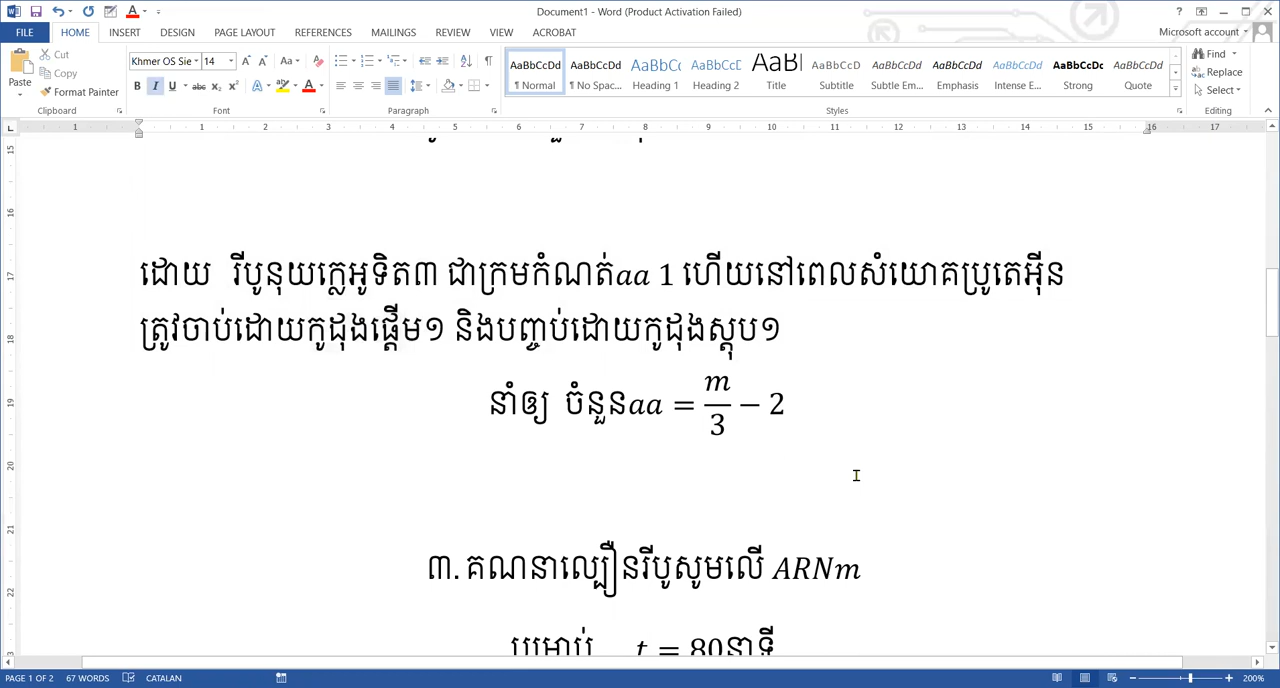 Document1 - Word (Product Activation Failed)
FILE HOME INSERT DESIGN PAGE LAYOUT REFERENCES MAILINGS REVIEW VIEW ACROBAT Microsoft account
Paste Cut Copy Format Painter Clipboard
Khmer OS Sie 14 Font
Paragraph
AaBbCcDd ¶ Normal AaBbCcDd ¶ No Spac... AaBbCc Heading 1 AaBbCcD Heading 2 AaBbl Title AaBbCcD Subtitle AaBbCcDd Subtle Em... AaBbCcDd Emphasis AaBbCcDd Intense E... AaBbCcDc Strong AaBbCcDd Quote
Styles
Find Replace Select Editing
ដោយ រីបូនុយក្លេអូទិត៣ ជាក្រមកំណត់aa 1 ហើយនៅពេលសំយោគប្រូតេអ៊ីន
ត្រូវចាប់ដោយកូដុងផ្តើម១ និងបញ្ចប់ដោយកូដុងស្តុប១
នាំឲ្យ ចំនួនaa = m/3 − 2
៣. គណនាល្បឿនរីបូសូមលើ ARNm
t = 80នាទី
PAGE 1 OF 2 67 WORDS CATALAN 200%